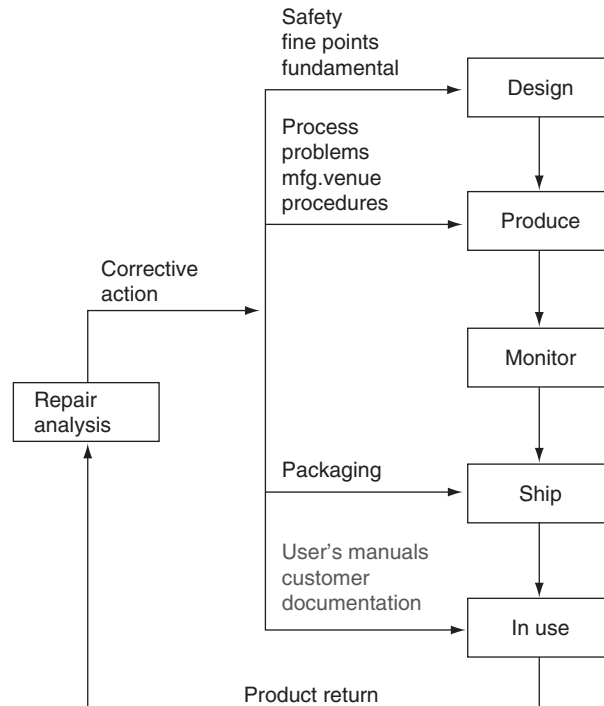 Safety
fine points
fundamental
Design
Process
problems
mfg.venue
procedures
Produce
Corrective
action
Monitor
Repair
analysis
Packaging
Ship
User's manuals
customer
documentation
In use
Product return